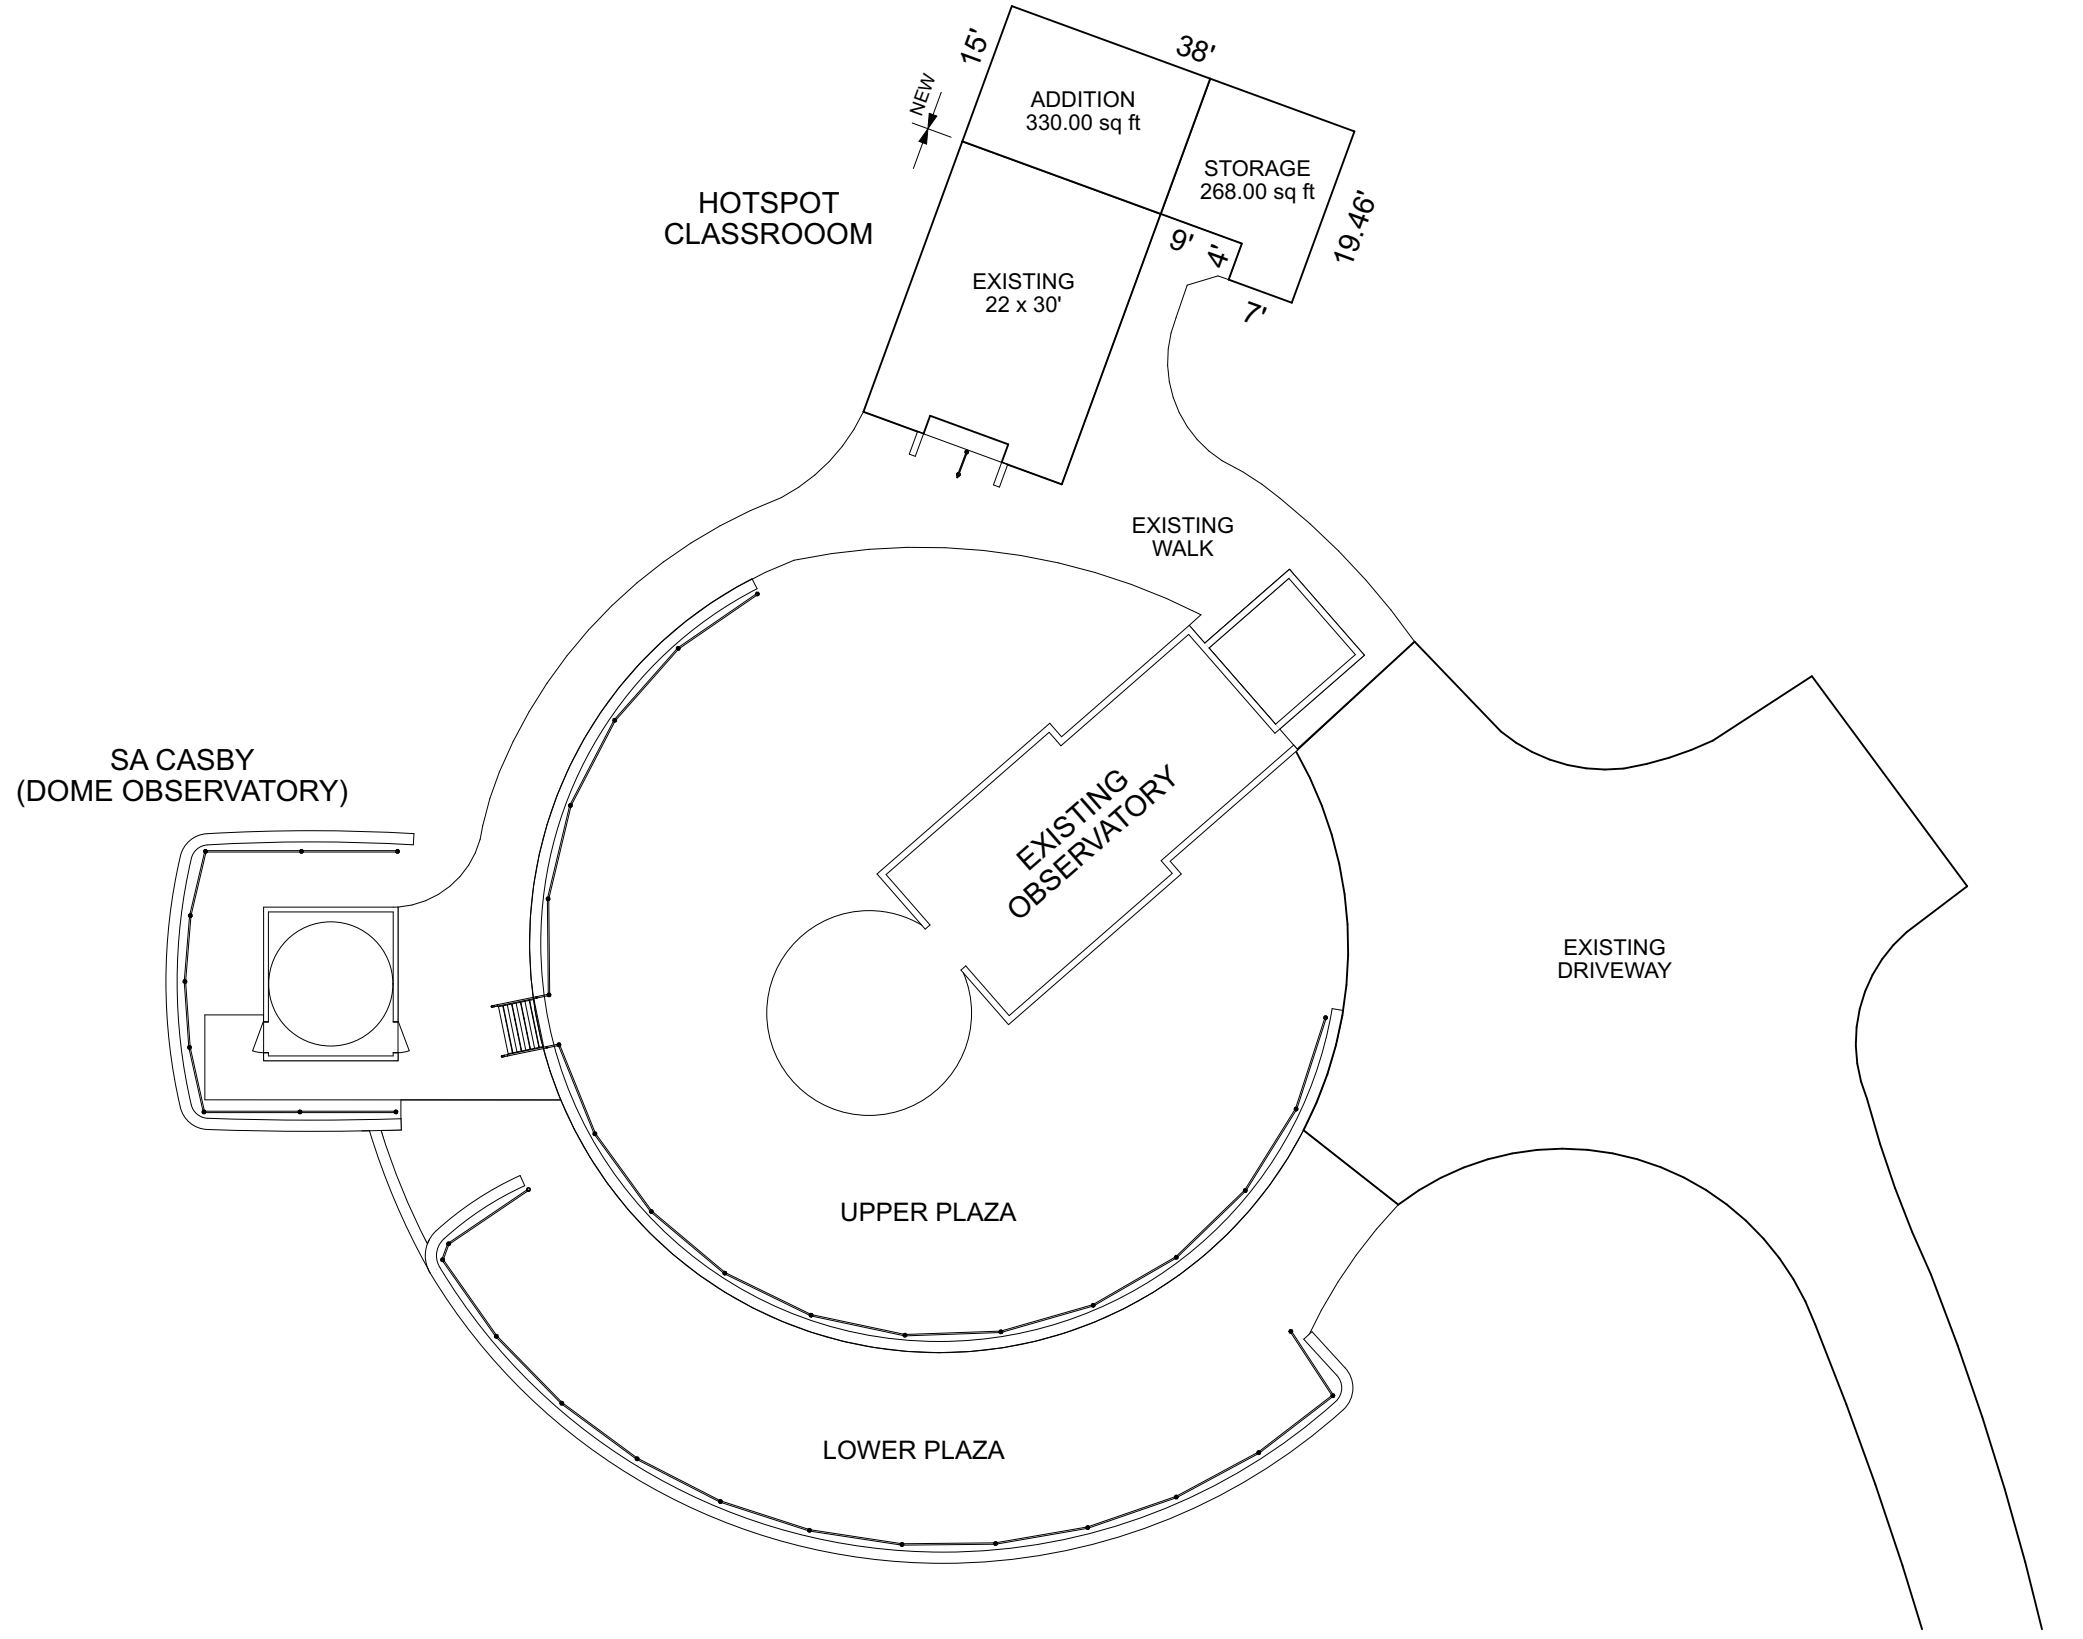 15'
38'
NEW
ADDITION
330.00 sq ft
STORAGE
268.00 sq ft
HOTSPOT
CLASSROOOM
9'
4'
19.46'
EXISTING
22 x 30'
7'
EXISTING
WALK
SA CASBY
(DOME OBSERVATORY)
EXISTING
OBSERVATORY
EXISTING
DRIVEWAY
UPPER PLAZA
LOWER PLAZA